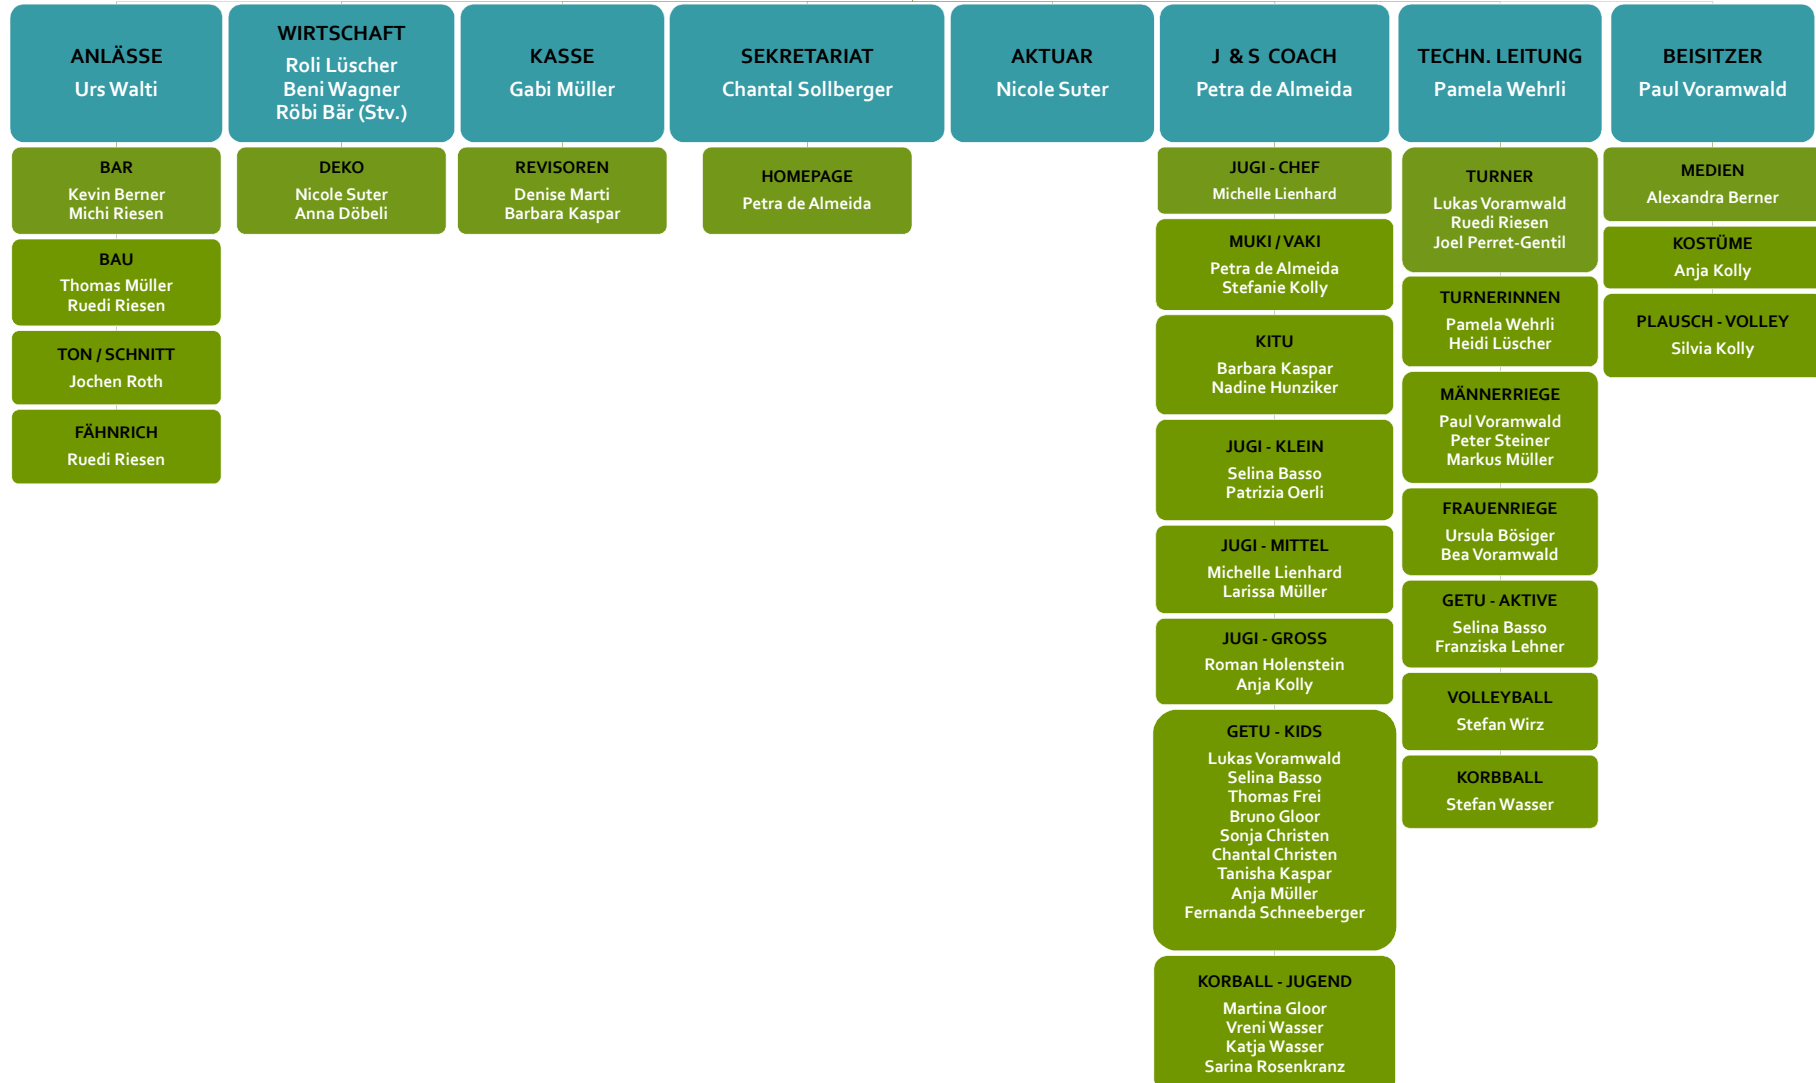 ANLÄSSE
Urs Walti
BAR
Kevin Berner
Michi Riesen
BAU
Thomas Müller
Ruedi Riesen
TON / SCHNITT
Jochen Roth
FÄHNRICH
Ruedi Riesen
WIRTSCHAFT
Roli Lüscher
Beni Wagner
Röbi Bär (Stv.)
DEKO
Nicole Suter
Anna Döbeli
KASSE
Gabi Müller
REVISOREN
Denise Marti
Barbara Kaspar
SEKRETARIAT
Chantal Sollberger
HOMEPAGE
Petra de Almeida
AKTUAR
Nicole Suter
J & S COACH
Petra de Almeida
JUGI - CHEF
Michelle Lienhard
MUKI / VAKI
Petra de Almeida
Stefanie Kolly
KITU
Barbara Kaspar
Nadine Hunziker
JUGI - KLEIN
Selina Basso
Patrizia Oerli
JUGI - MITTEL
Michelle Lienhard
Larissa Müller
JUGI - GROSS
Roman Holenstein
Anja Kolly
GETU - KIDS
Lukas Voramwald
Selina Basso
Thomas Frei
Bruno Gloor
Sonja Christen
Chantal Christen
Tanisha Kaspar
Anja Müller
Fernanda Schneeberger
KORBALL - JUGEND
Martina Gloor
Vreni Wasser
Katja Wasser
Sarina Rosenkranz
TECHN. LEITUNG
Pamela Wehrli
TURNER
Lukas Voramwald
Ruedi Riesen
Joel Perret-Gentil
TURNERINNEN
Pamela Wehrli
Heidi Lüscher
MÄNNERRIEGE
Paul Voramwald
Peter Steiner
Markus Müller
FRAUENRIEGE
Ursula Bösiger
Bea Voramwald
GETU - AKTIVE
Selina Basso
Franziska Lehner
VOLLEYBALL
Stefan Wirz
KORBBALL
Stefan Wasser
BEISITZER
Paul Voramwald
MEDIEN
Alexandra Berner
KOSTÜME
Anja Kolly
PLAUSCH - VOLLEY
Silvia Kolly